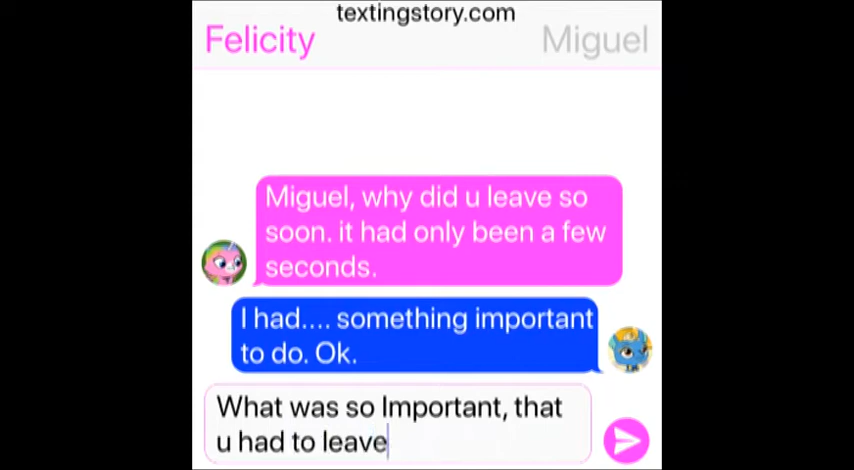 textingstory.com
Felicity
Miguel
Miguel, why did u leave so
soon. it had only been a few
seconds.
I had.... something important
to do. Ok.
What was so Important, that
u had to leave